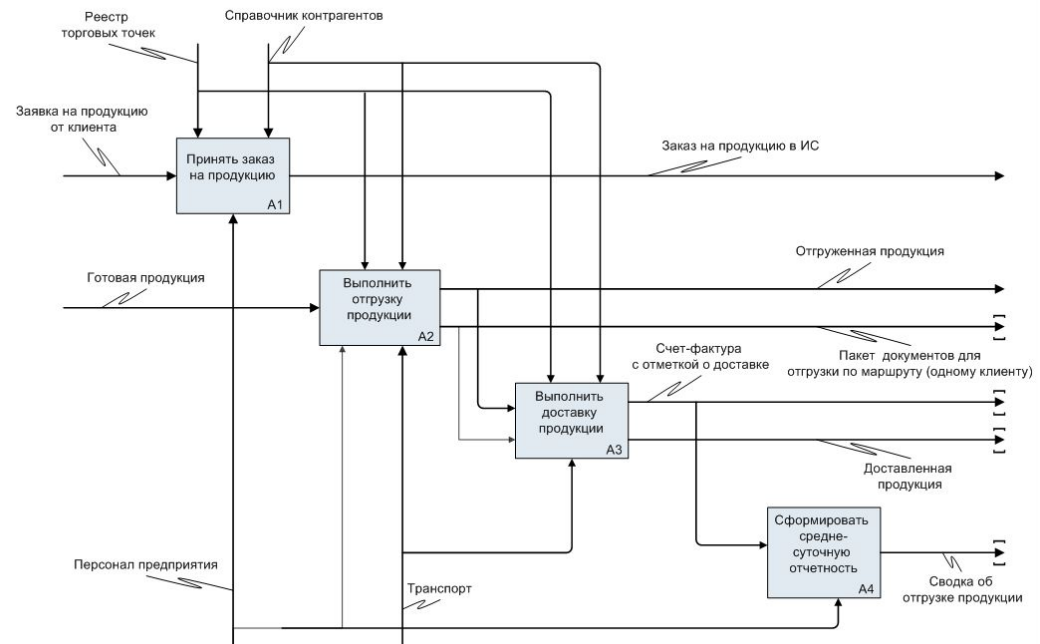 Реестр
торговых точек
Справочник контрагентов
Заявка на продукцию
от клиента
Принять заказ
на продукцию
A1
Заказ на продукцию в ИС
Готовая продукция
Выполнить
отгрузку
продукции
A2
Отгруженная продукция
Пакет документов для
отгрузки по маршруту (одному клиенту)
Счет-фактура
с отметкой о доставке
Выполнить
доставку
продукции
A3
Доставленная
продукция
Сформировать
средне-
суточную
отчетность
A4
Сводка об
отгрузке продукции
Персонал предприятия
Транспорт